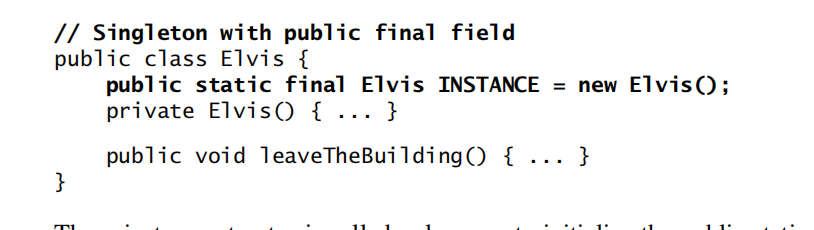 // Singleton with public final field
public class Elvis {
    public static final Elvis INSTANCE = new Elvis();
    private Elvis() { ... }
    public void leaveTheBuilding() { ... }
}